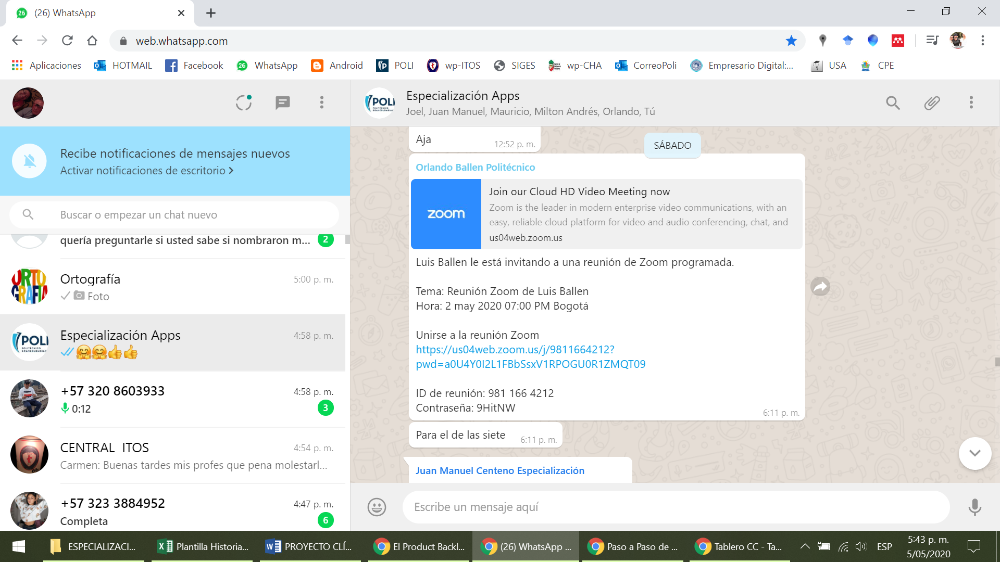 (26) WhatsApp
web.whatsapp.com
Aplicaciones HOTMAIL Facebook 26 WhatsApp Android POLI wp-ITOS SIGES wp-CHA CorreoPoli Empresario Digital:... USA CPE
Recibe notificaciones de mensajes nuevos
Activar notificaciones de escritorio
Buscar o empezar un chat nuevo
quería preguntarle si usted sabe si nombraron m... 2
ORTOGRAFÍA
Ortografía 5:00 p. m.
Foto
POLI
POLITÉCNICO
Especialización Apps 4:58 p. m.
+57 320 8603933 4:58 p. m.
0:12 3
CENTRAL ITOS 4:54 p. m.
Carmen: Buenas tardes mis profes que pena molestarl...
+57 323 3884952 4:47 p. m.
Completa 6
POLI
POLITÉCNICO
Especialización Apps
Joel, Juan Manuel, Mauricio, Milton Andrés, Orlando, Tú
Aja 12:52 p. m.
SÁBADO
Orlando Ballen Politécnico
zoom
Join our Cloud HD Video Meeting now
Zoom is the leader in modern enterprise video communications, with an
easy, reliable cloud platform for video and audio conferencing, chat, and
us04web.zoom.us
Luis Ballen le está invitando a una reunión de Zoom programada.
Tema: Reunión Zoom de Luis Ballen
Hora: 2 may 2020 07:00 PM Bogotá
Unirse a la reunión Zoom
https://us04web.zoom.us/j/9811664212?
pwd=a0U4Y0I2L1FBbSsxV1RPOGU0R1ZMQT09
ID de reunión: 981 166 4212
Contraseña: 9HitNW
6:11 p. m.
Para el de las siete 6:11 p. m.
Juan Manuel Centeno Especialización
Escribe un mensaje aquí
ESPECIALIZACI... Plantilla Historia... PROYECTO CLÍ... El Product Backl... (26) WhatsApp ... Paso a Paso de ... Tablero CC - Ta... ESP
5:43 p. m.
5/05/2020